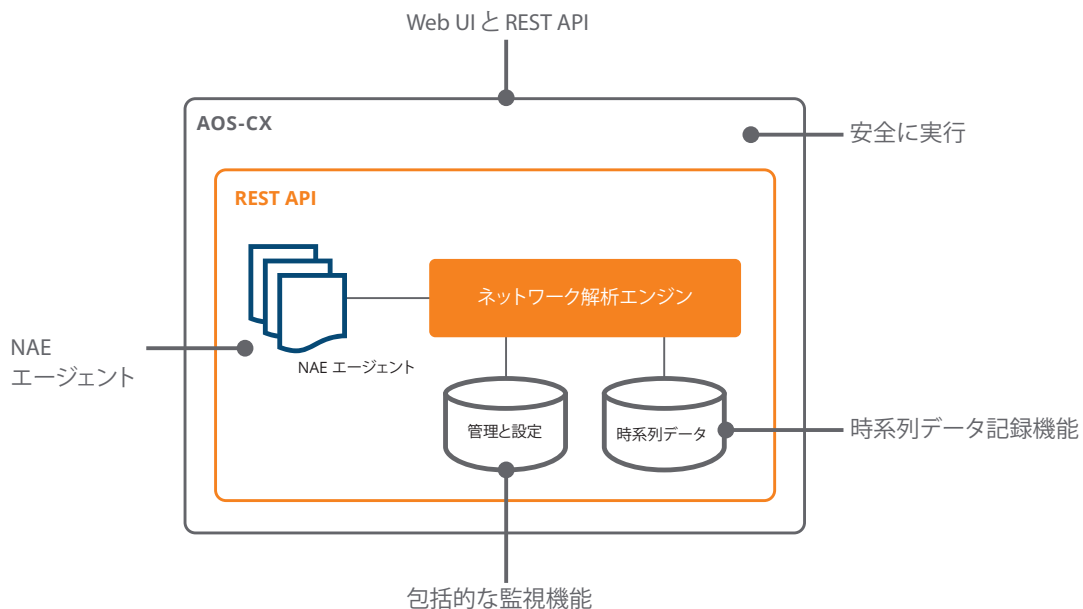 Web UI と REST API
AOS-CX
安全に実行
REST API
ネットワーク解析エンジン
NAE
エージェント
NAE エージェント
管理と設定
時系列データ
時系列データ記録機能
包括的な監視機能